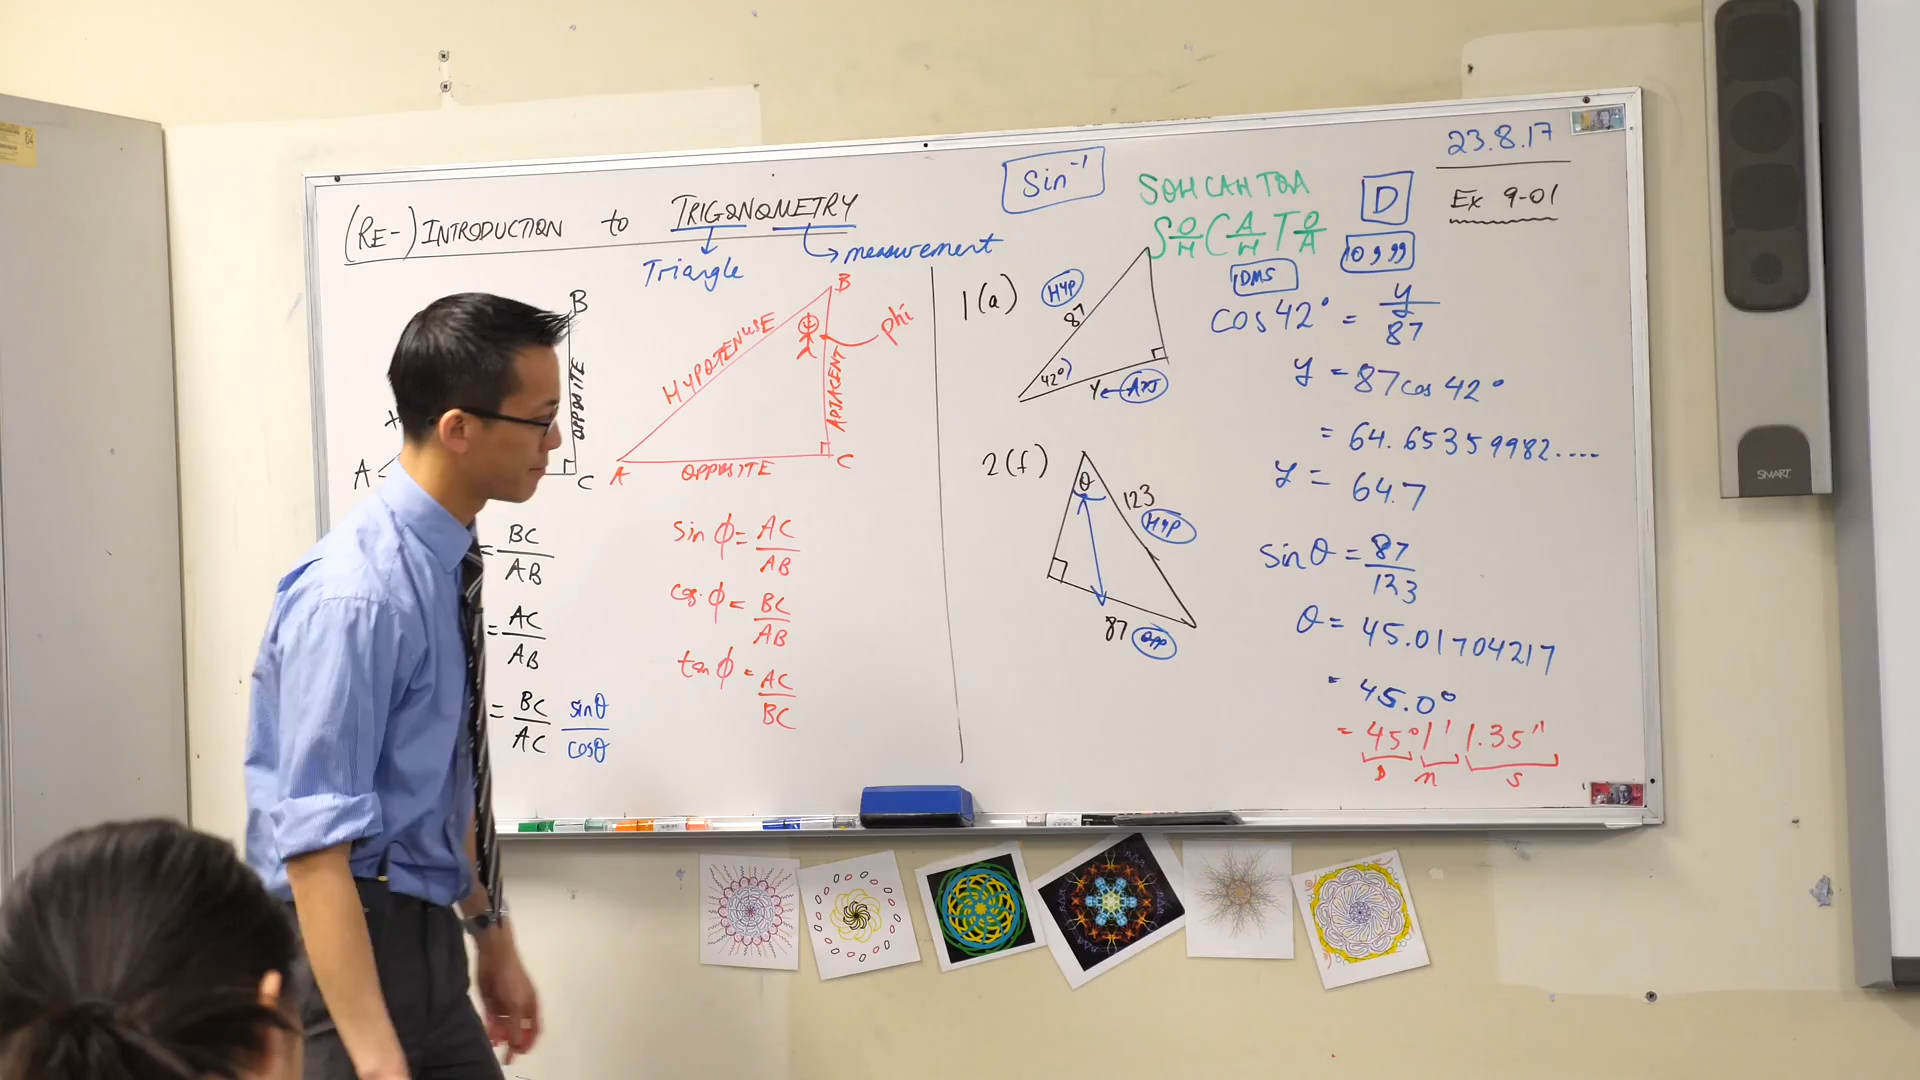 23.8.17
Ex 9-01
(RE-) INTRODUCTION to TRIGONOMETRY
Triangle
measurement
Sin⁻¹
SOH CAH TOA
S O/H C A/H T O/A
D
DMS
B
OPPOSITE
A
C
= BC/AB
= AC/AB
= BC/AC sinθ/cosθ
B
HYPOTENUSE
phi
ADJACENT
A
OPPOSITE
C
sin ϕ = AC/AB
cos ϕ = BC/AB
tan ϕ = AC/BC
1(a)
HYP
87
42°
Y
ADJ
cos 42° = y/87
y = 87 cos 42°
= 64.65359982....
y = 64.7
2(f)
θ
123
HYP
87
OPP
sin θ = 87/123
θ = 45.01704217
= 45.0°
= 45° 1' 1.35"
D M S
SMART